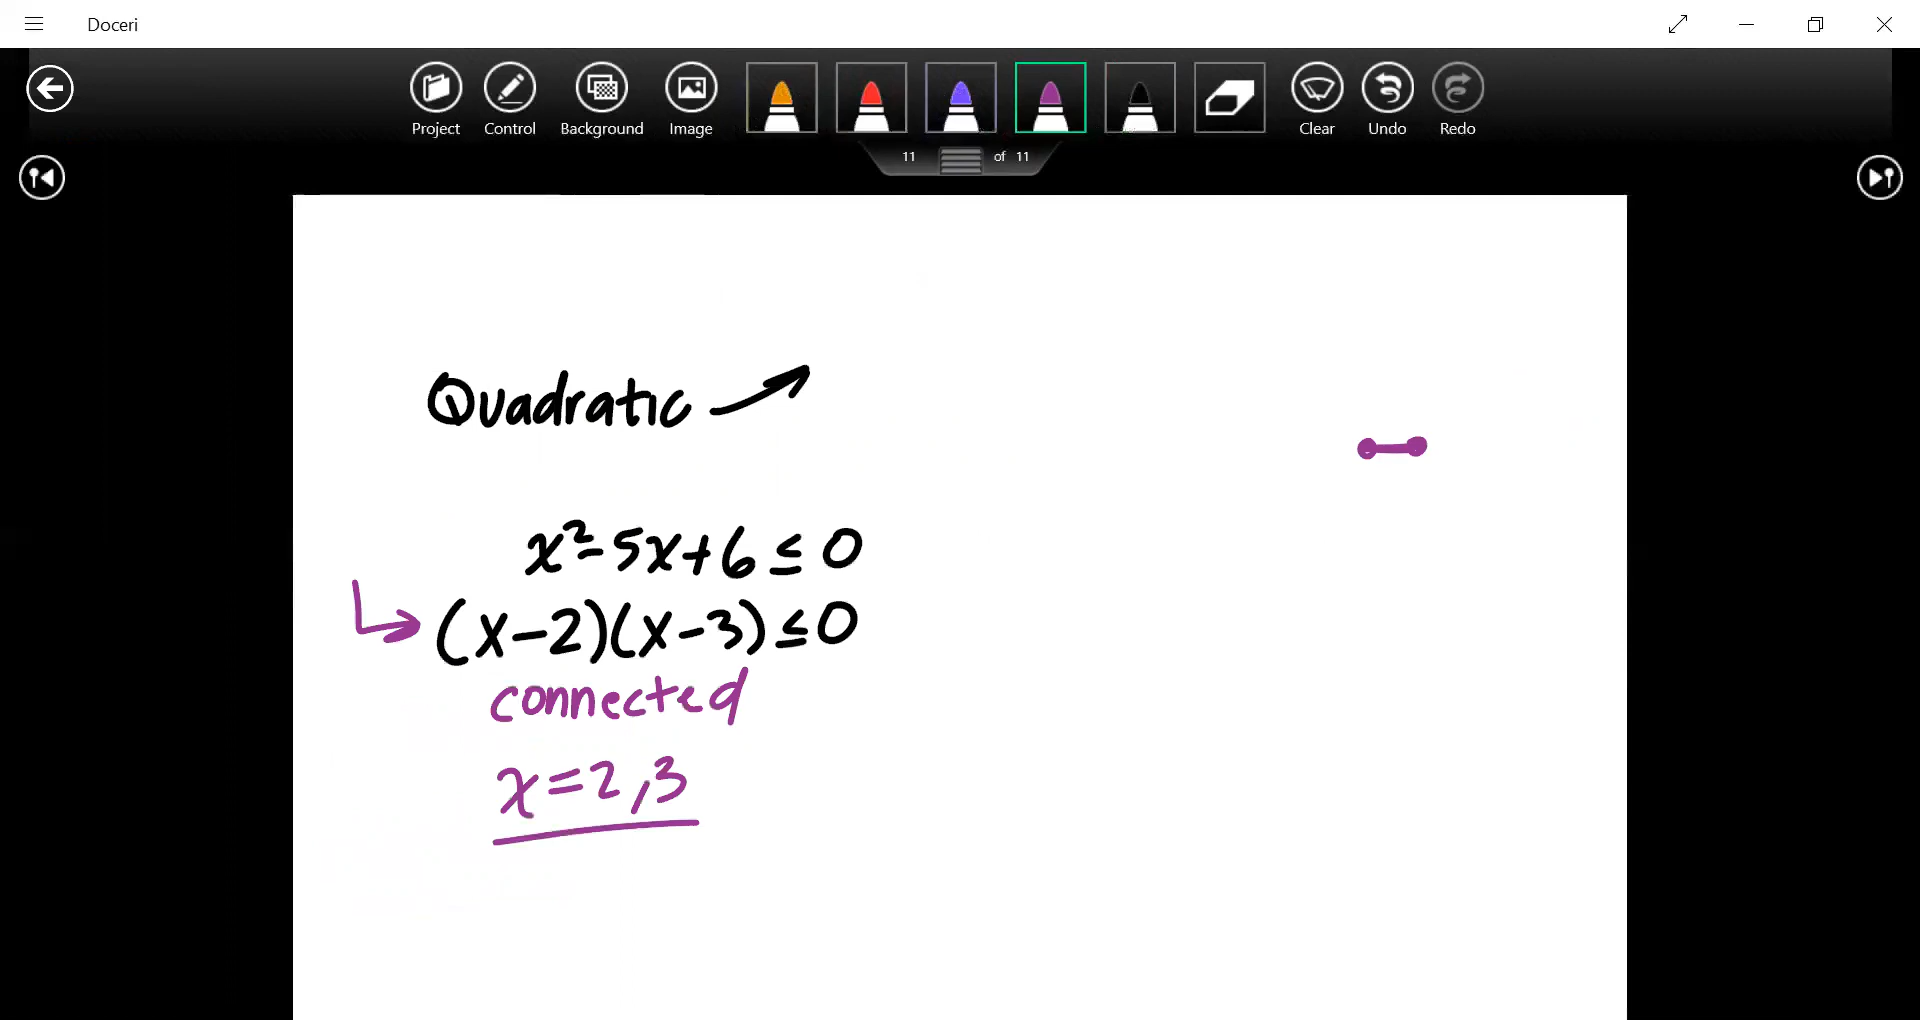 Doceri
Project Control Background Image Clear Undo Redo
11 of 11
Quadratic
x²-5x+6≤0
(x-2)(x-3)≤0
connected
x=2,3